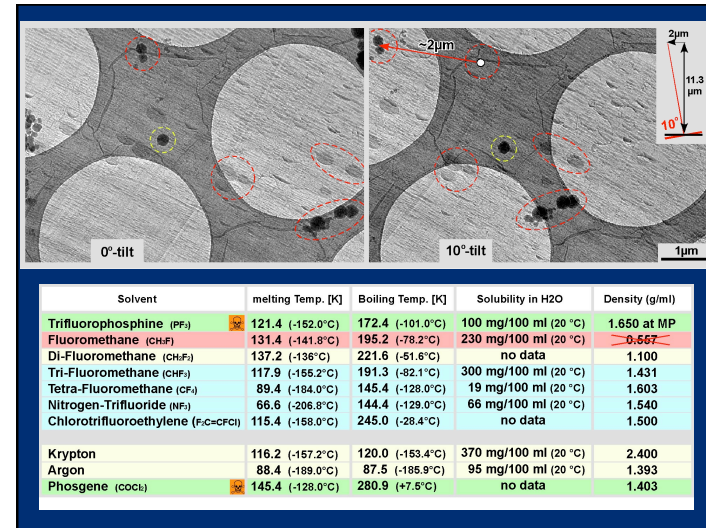 ~2µm
2µm
11.3
µm
10°
0°-tilt
10°-tilt
1µm
Solvent melting Temp. [K] Boiling Temp. [K] Solubility in H2O Density (g/ml)
Trifluorophosphine (PF₃) 121.4 (-152.0°C) 172.4 (-101.0°C) 100 mg/100 ml (20 °C) 1.650 at MP
Fluoromethane (CH₃F) 131.4 (-141.8°C) 195.2 (-78.2°C) 230 mg/100 ml (20 °C) 0.557
Di-Fluoromethane (CH₂F₂) 137.2 (-136°C) 221.6 (-51.6°C) no data 1.100
Tri-Fluoromethane (CHF₃) 117.9 (-155.2°C) 191.3 (-82.1°C) 300 mg/100 ml (20 °C) 1.431
Tetra-Fluoromethane (CF₄) 89.4 (-184.0°C) 145.4 (-128.0°C) 19 mg/100 ml (20 °C) 1.603
Nitrogen-Trifluoride (NF₃) 66.6 (-206.8°C) 144.4 (-129.0°C) 66 mg/100 ml (20 °C) 1.540
Chlorotrifluoroethylene (F₂C=CFCl) 115.4 (-158.0°C) 245.0 (-28.4°C) no data 1.500
Krypton 116.2 (-157.2°C) 120.0 (-153.4°C) 370 mg/100 ml (20 °C) 2.400
Argon 88.4 (-189.0°C) 87.5 (-185.9°C) 95 mg/100 ml (20 °C) 1.393
Phosgene (COCl₂) 145.4 (-128.0°C) 280.9 (+7.5°C) no data 1.403